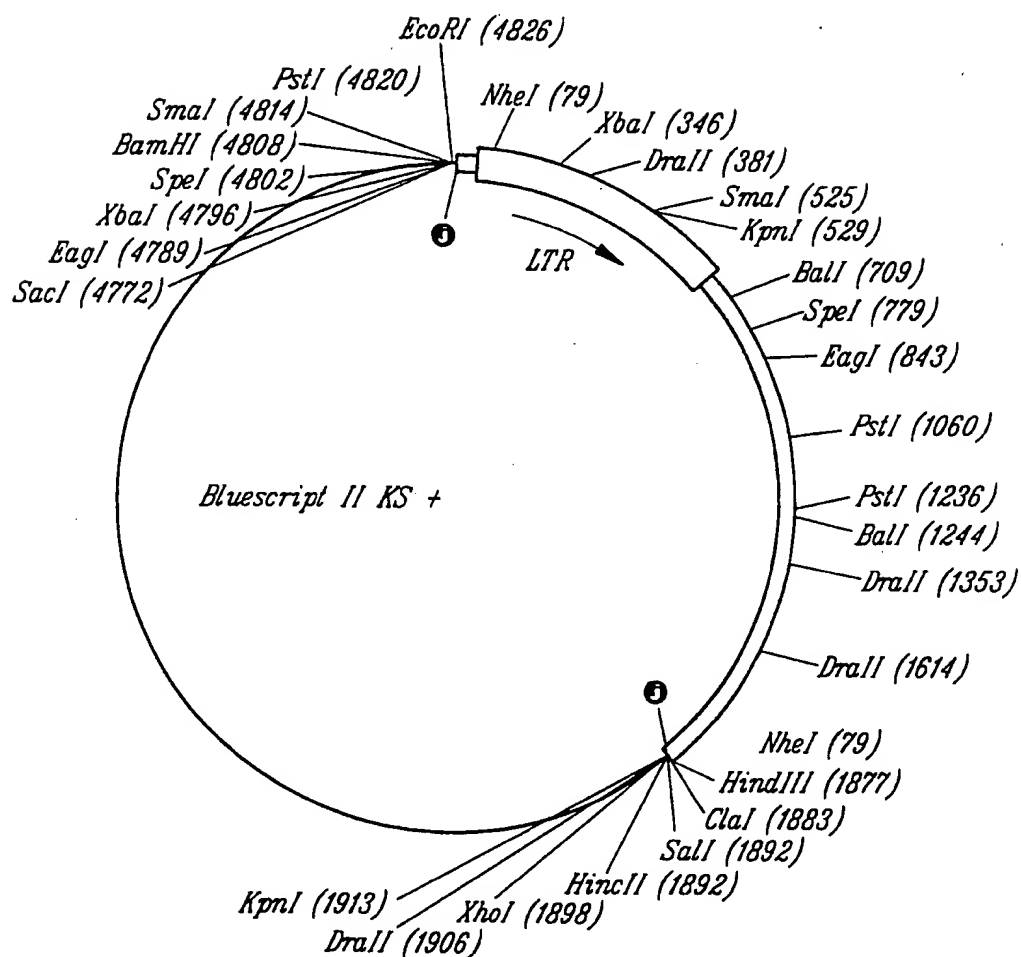 EcoRI (4826)
PstI (4820)
SmaI (4814)
BamHI (4808)
SpeI (4802)
XbaI (4796)
EagI (4789)
SacI (4772)
NheI (79)
XbaI (346)
DraII (381)
SmaI (525)
KpnI (529)
LTR
BalI (709)
SpeI (779)
EagI (843)
PstI (1060)
PstI (1236)
BalI (1244)
DraII (1353)
DraII (1614)
Bluescript II KS +
j
j
NheI (79)
HindIII (1877)
ClaI (1883)
SalI (1892)
HincII (1892)
XhoI (1898)
DraII (1906)
KpnI (1913)